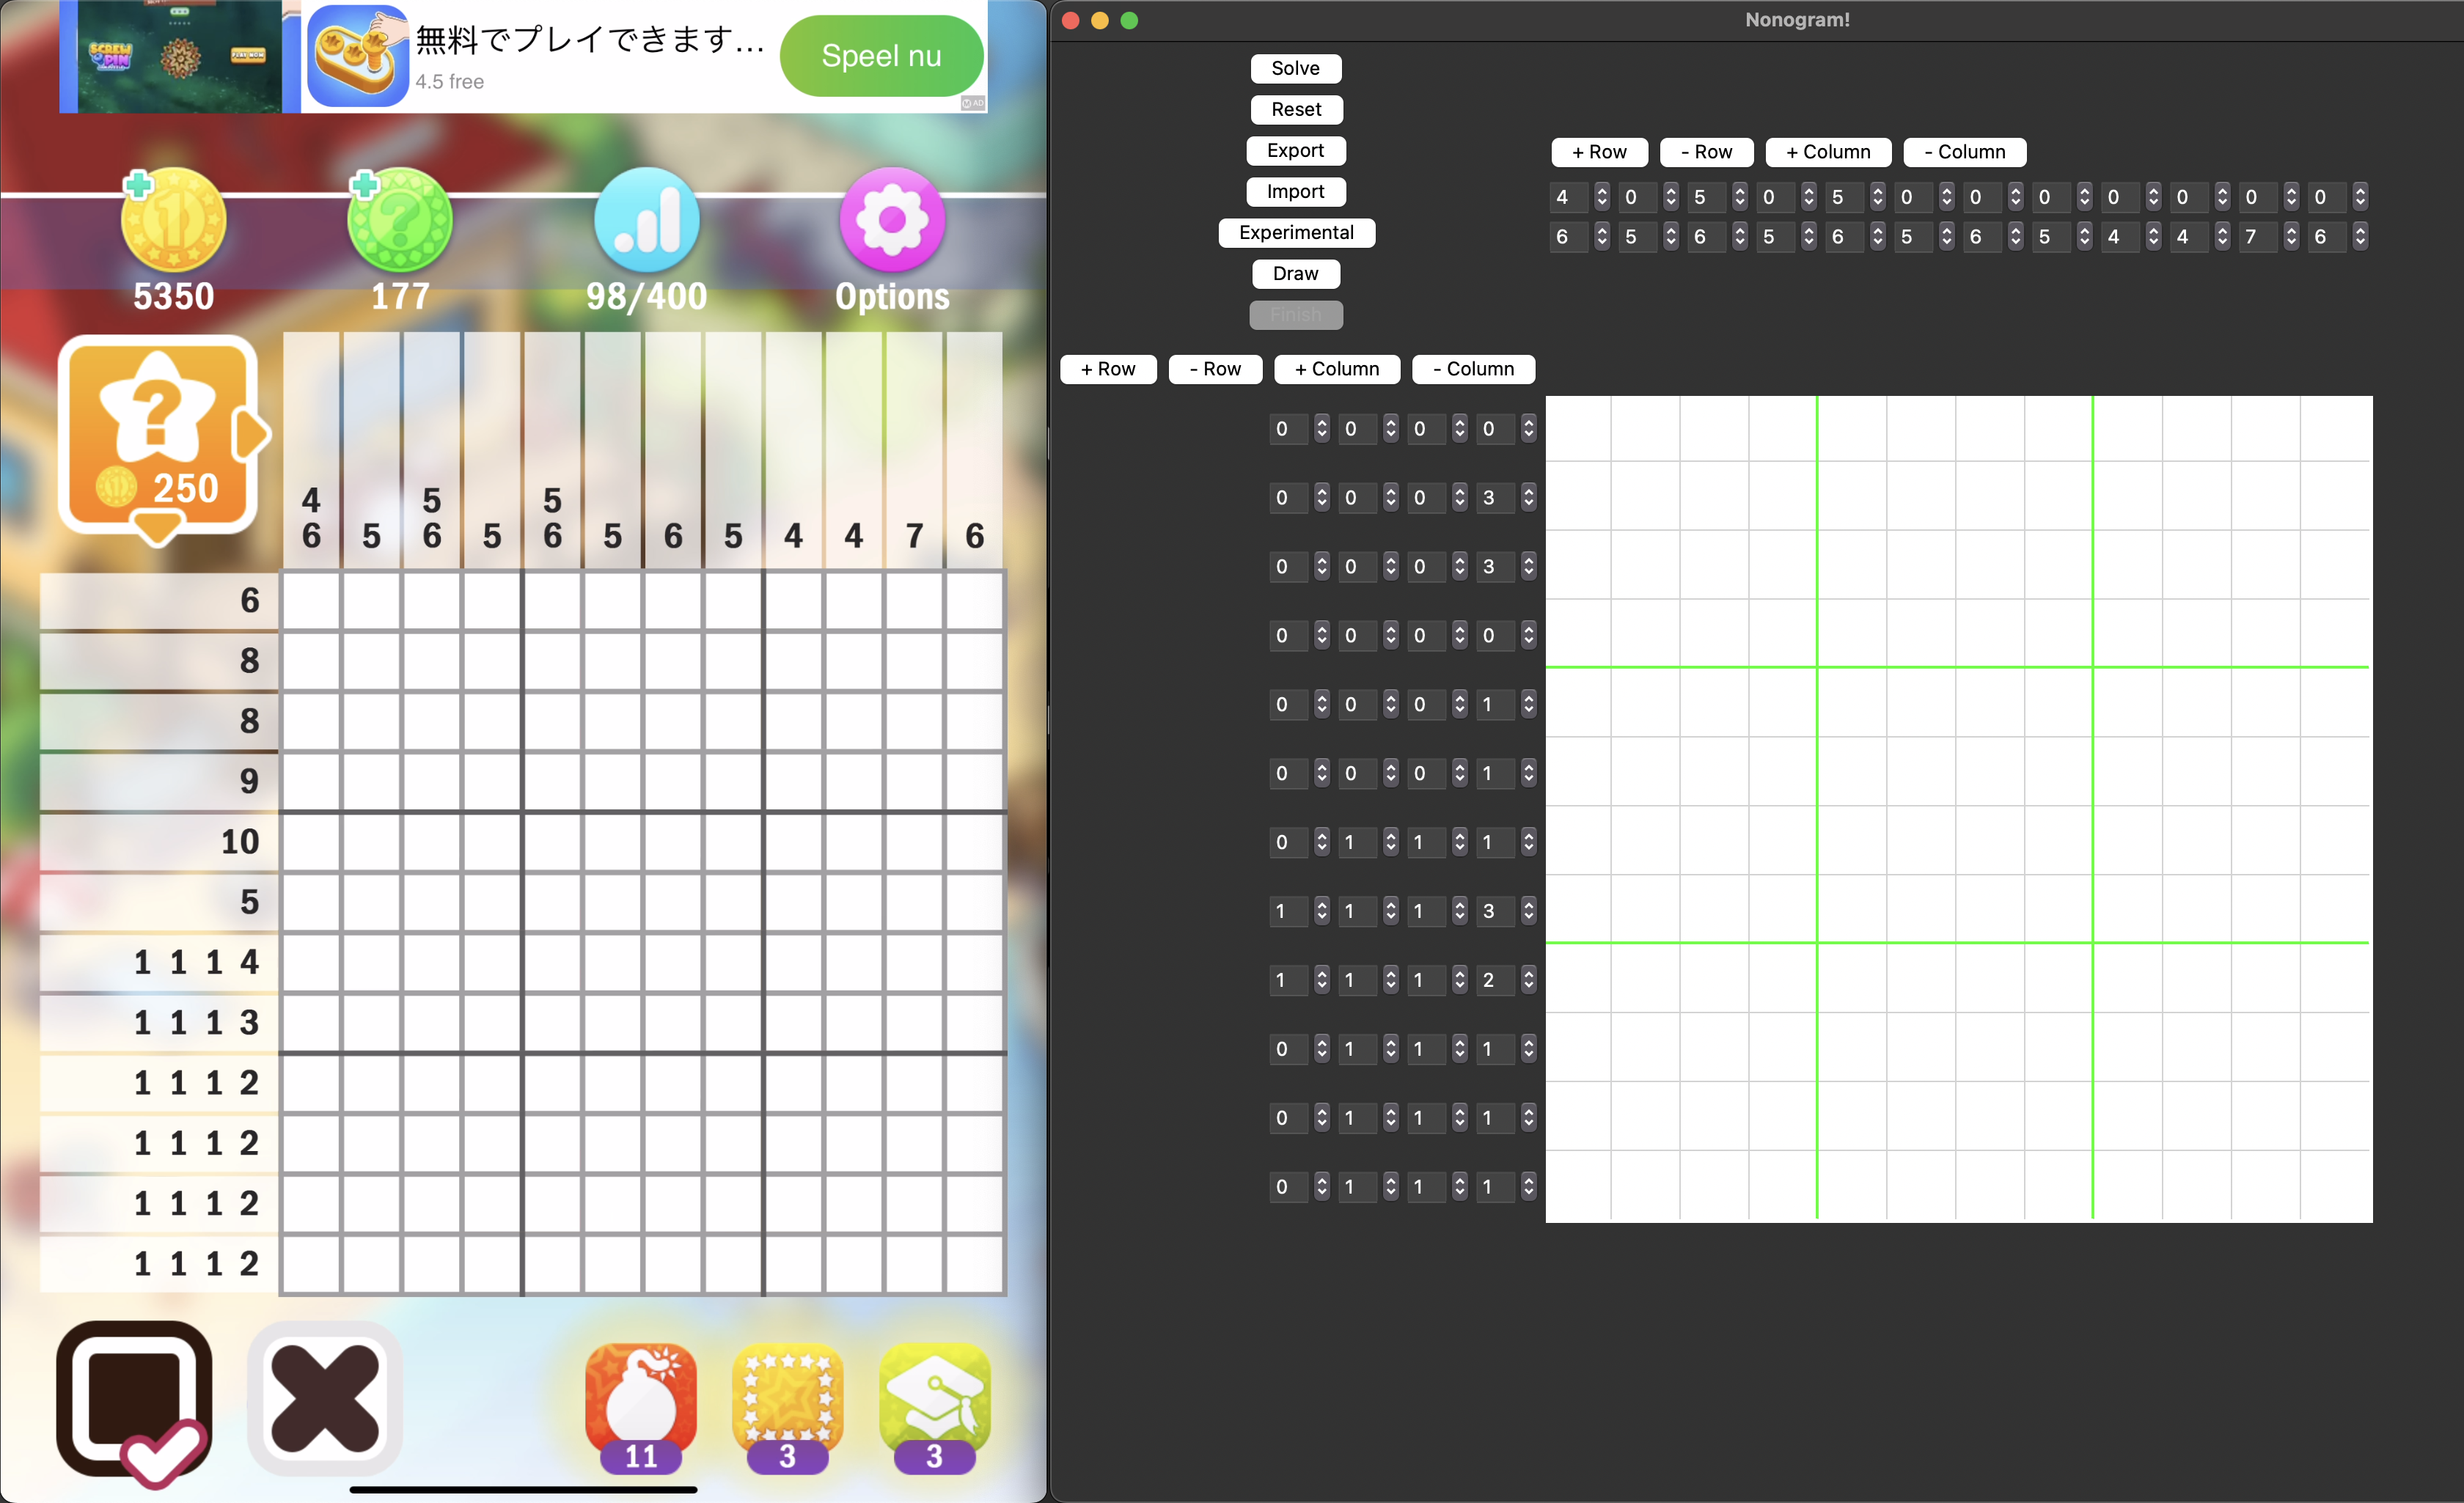 SCREW PIN
PLAY NOW
無料でプレイできます...
4.5 free
Speel nu
AD
5350
177
98/400
Options
250
4 5 5
6 5 6 5 6 5 6 5 4 4 7 6
6
8
8
9
10
5
1 1 1 4
1 1 1 3
1 1 1 2
1 1 1 2
1 1 1 2
1 1 1 2
11
3
3
Nonogram!
Solve
Reset
Export
Import
Experimental
Draw
Finish
+ Row - Row + Column - Column
4 0 5 0 5 0 0 0 0 0 0 0
6 5 6 5 6 5 6 5 4 4 7 6
+ Row - Row + Column - Column
0 0 0 0
0 0 0 3
0 0 0 3
0 0 0 0
0 0 0 1
0 0 0 1
0 1 1 1
1 1 1 3
1 1 1 2
0 1 1 1
0 1 1 1
0 1 1 1